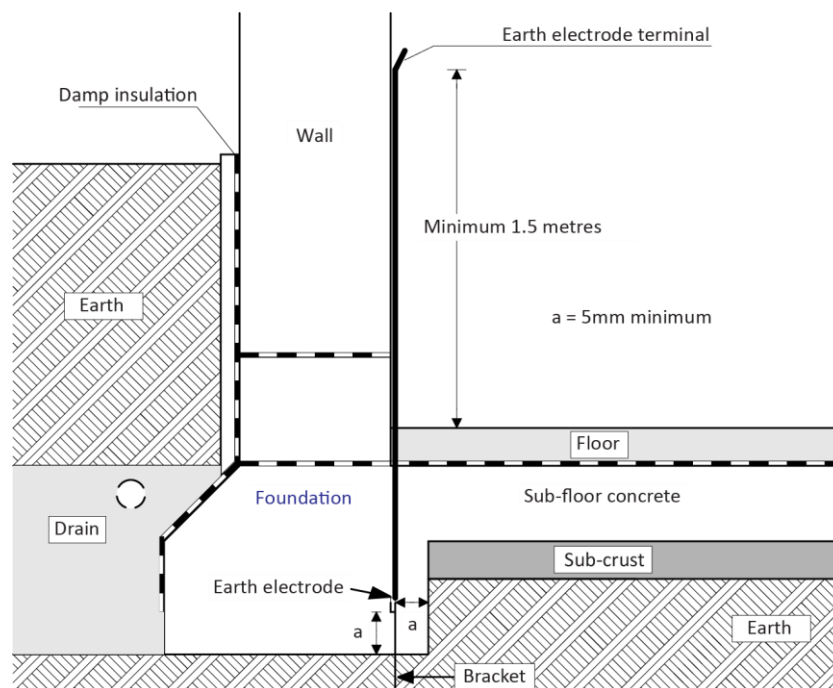 Earth electrode terminal
Damp insulation
Wall
Minimum 1.5 metres
Earth
a = 5mm minimum
Floor
Foundation
Sub-floor concrete
Drain
Sub-crust
Earth electrode
a
a
Earth
Bracket